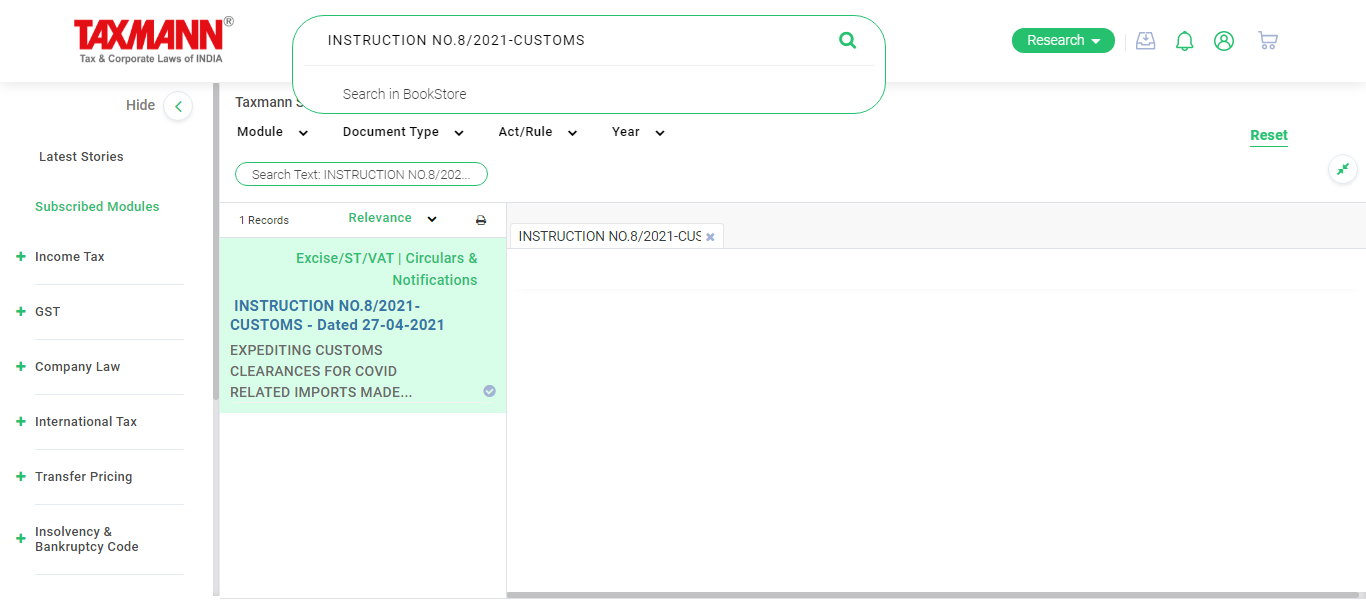 TAXMANN®
Tax & Corporate Laws of INDIA
INSTRUCTION NO.8/2021-CUSTOMS
Search in BookStore
Research
Hide
Latest Stories
Subscribed Modules
Income Tax
GST
Company Law
International Tax
Transfer Pricing
Insolvency &
Bankruptcy Code
Taxmann S
Module
Document Type
Act/Rule
Year
Reset
Search Text: INSTRUCTION NO.8/202...
1 Records
Relevance
Excise/ST/VAT | Circulars &
Notifications
INSTRUCTION NO.8/2021-
CUSTOMS - Dated 27-04-2021
EXPEDITING CUSTOMS
CLEARANCES FOR COVID
RELATED IMPORTS MADE...
INSTRUCTION NO.8/2021-CUS